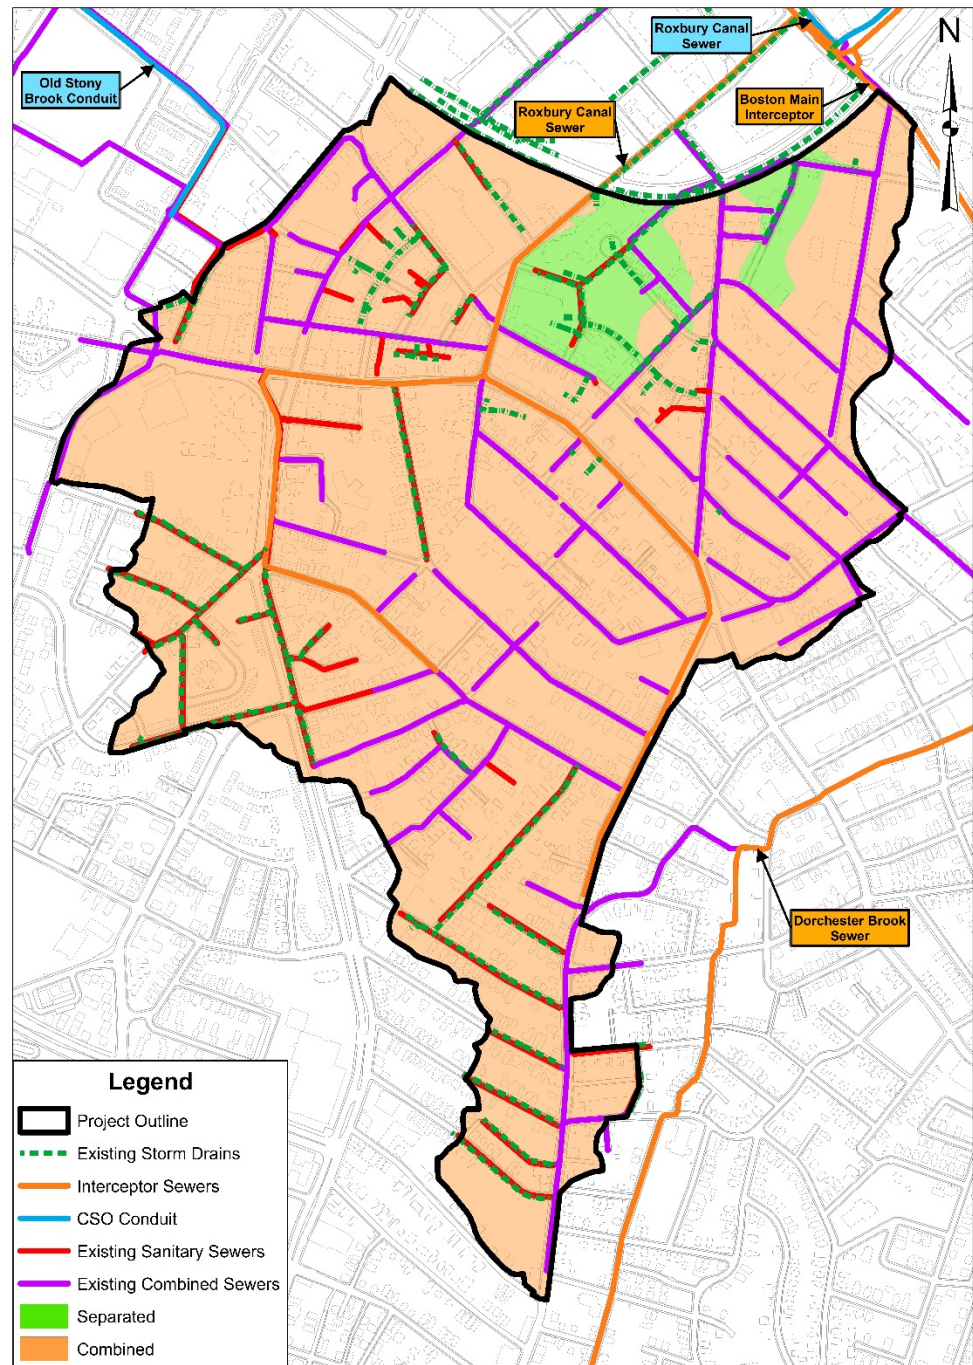 Roxbury Canal
Sewer
N
Old Stony
Brook Conduit
Roxbury Canal
Sewer
Boston Main
Interceptor
Dorchester Brook
Sewer
Legend
Project Outline
Existing Storm Drains
Interceptor Sewers
CSO Conduit
Existing Sanitary Sewers
Existing Combined Sewers
Separated
Combined